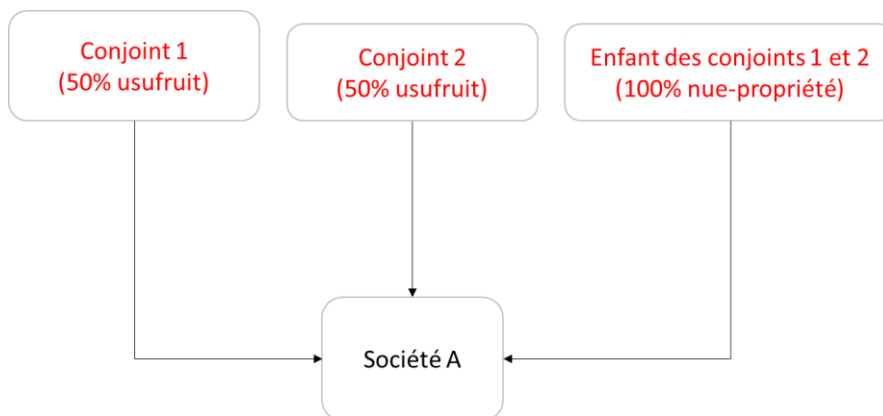 Conjoint 1
(50% usufruit)
Conjoint 2
(50% usufruit)
Enfant des conjoints 1 et 2
(100% nue-propriété)
Société A